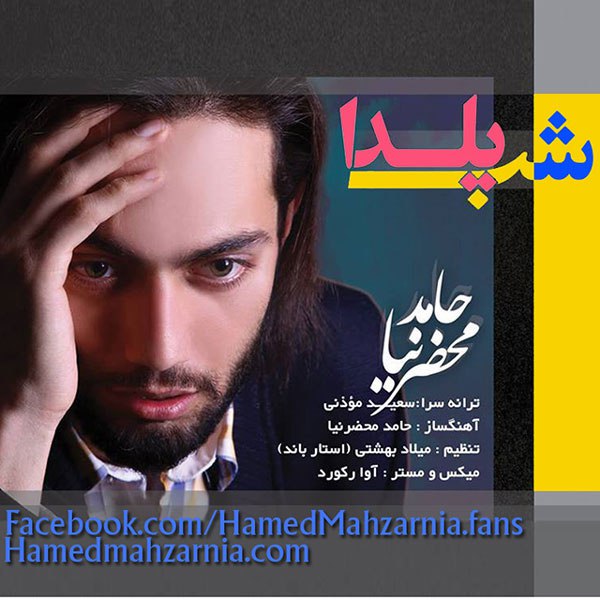 شب یلدا
حامد
محضرنیا
ترانه سرا:سعید مؤذنی
آهنگساز : حامد محضرنیا
تنظیم : میلاد بهشتی (استار باند)
میکس و مستر : آوا رکورد
Facebook.com/HamedMahzarnia.fans
Hamedmahzarnia.com